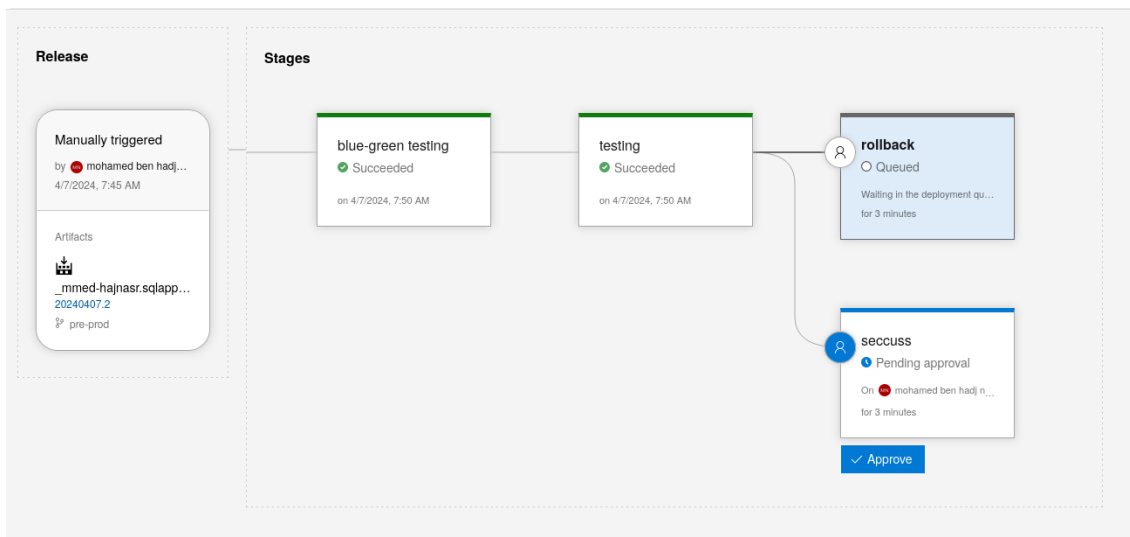 Release
Stages
Manually triggered
by mohamed ben hadj...
4/7/2024, 7:45 AM
Artifacts
_mmed-hajnasr.sqlapp...
20240407.2
pre-prod
blue-green testing
Succeeded
on 4/7/2024, 7:50 AM
testing
Succeeded
on 4/7/2024, 7:50 AM
rollback
Queued
Waiting in the deployment qu...
for 3 minutes
seccuss
Pending approval
On mohamed ben hadj n...
for 3 minutes
Approve